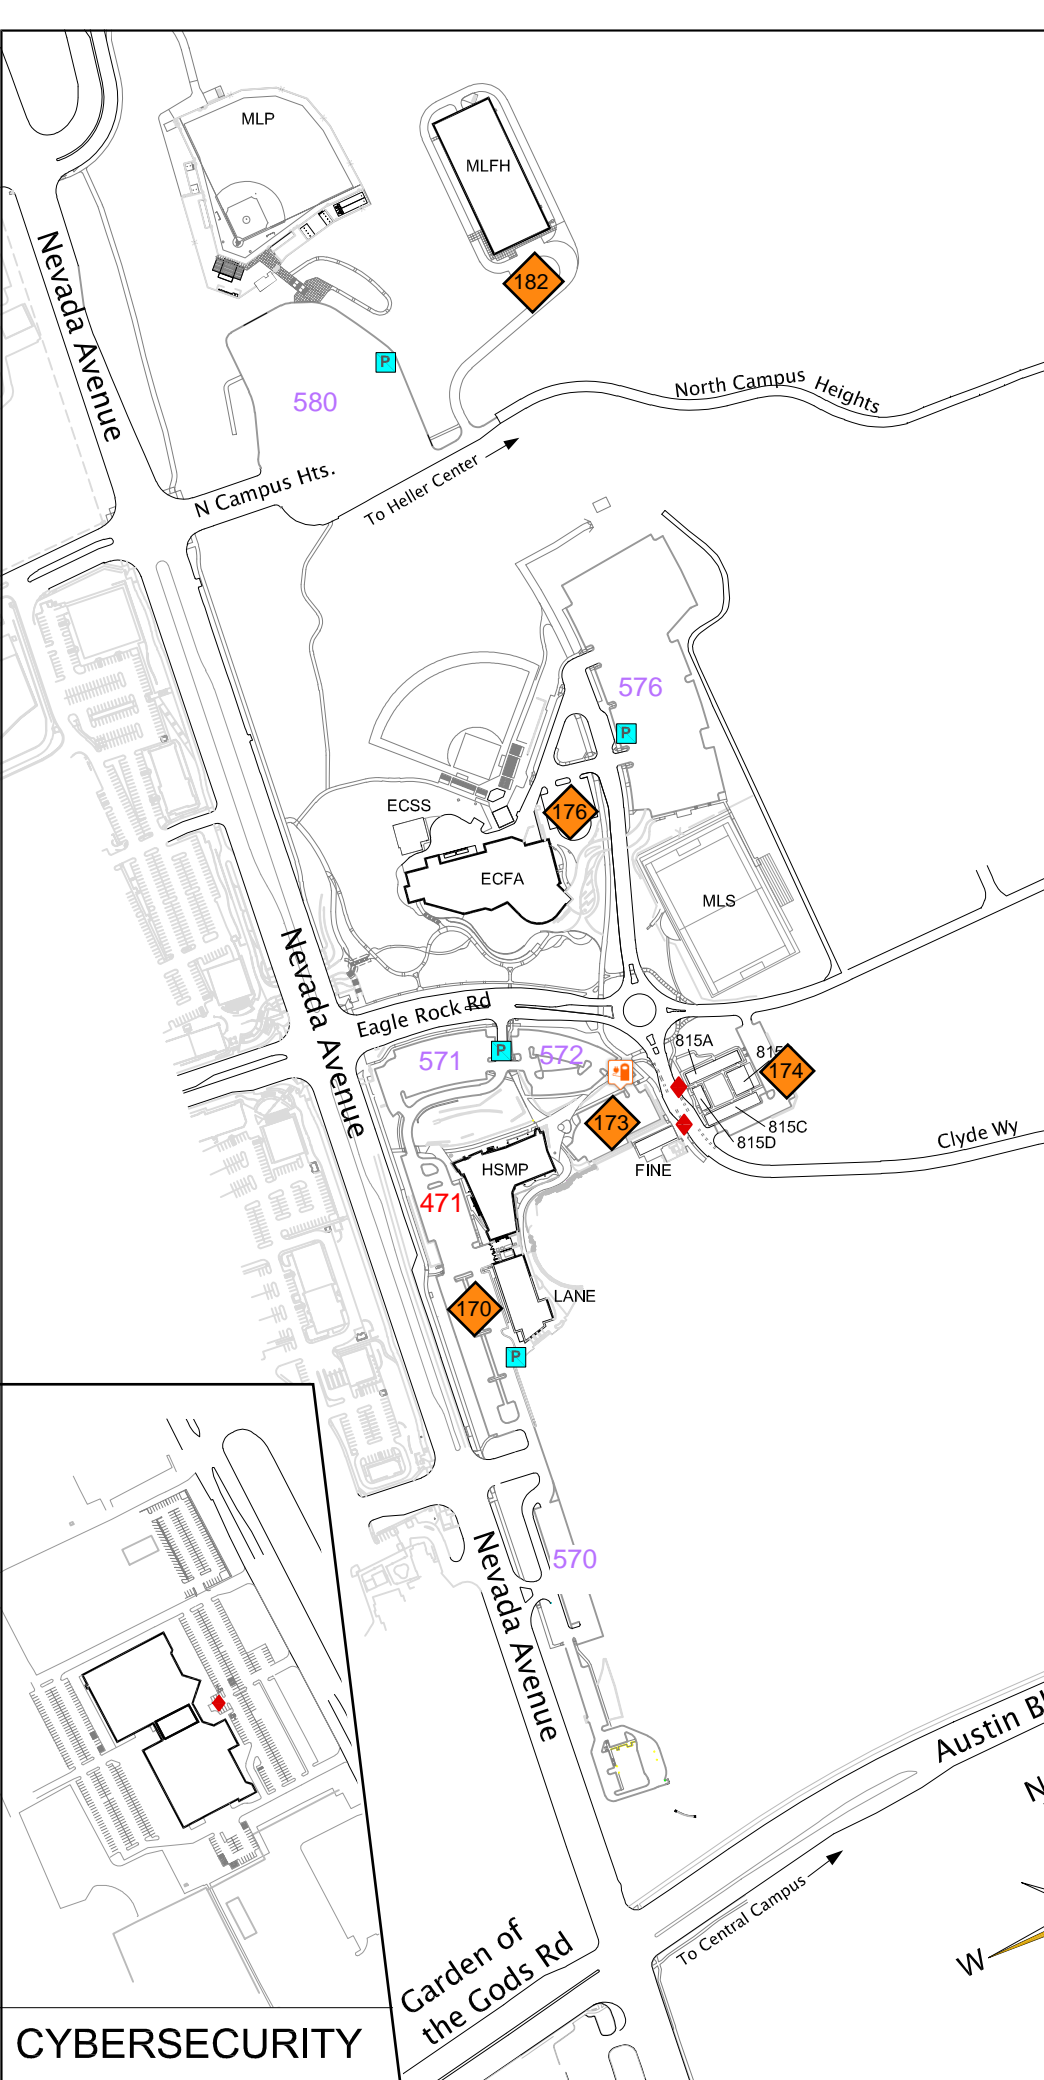 MLP
MLFH
182
Nevada Avenue
P
580
North Campus Heights
N Campus Hts.
To Heller Center
576
P
ECSS
176
ECFA
MLS
Nevada Avenue
Eagle Rock Rd
571
P
572
815A
815
174
173
815C
815D
Clyde Wy
HSMP
FINE
471
LANE
170
P
Nevada Avenue
570
Austin B
N
To Central Campus
W
Garden of
the Gods Rd
CYBERSECURITY